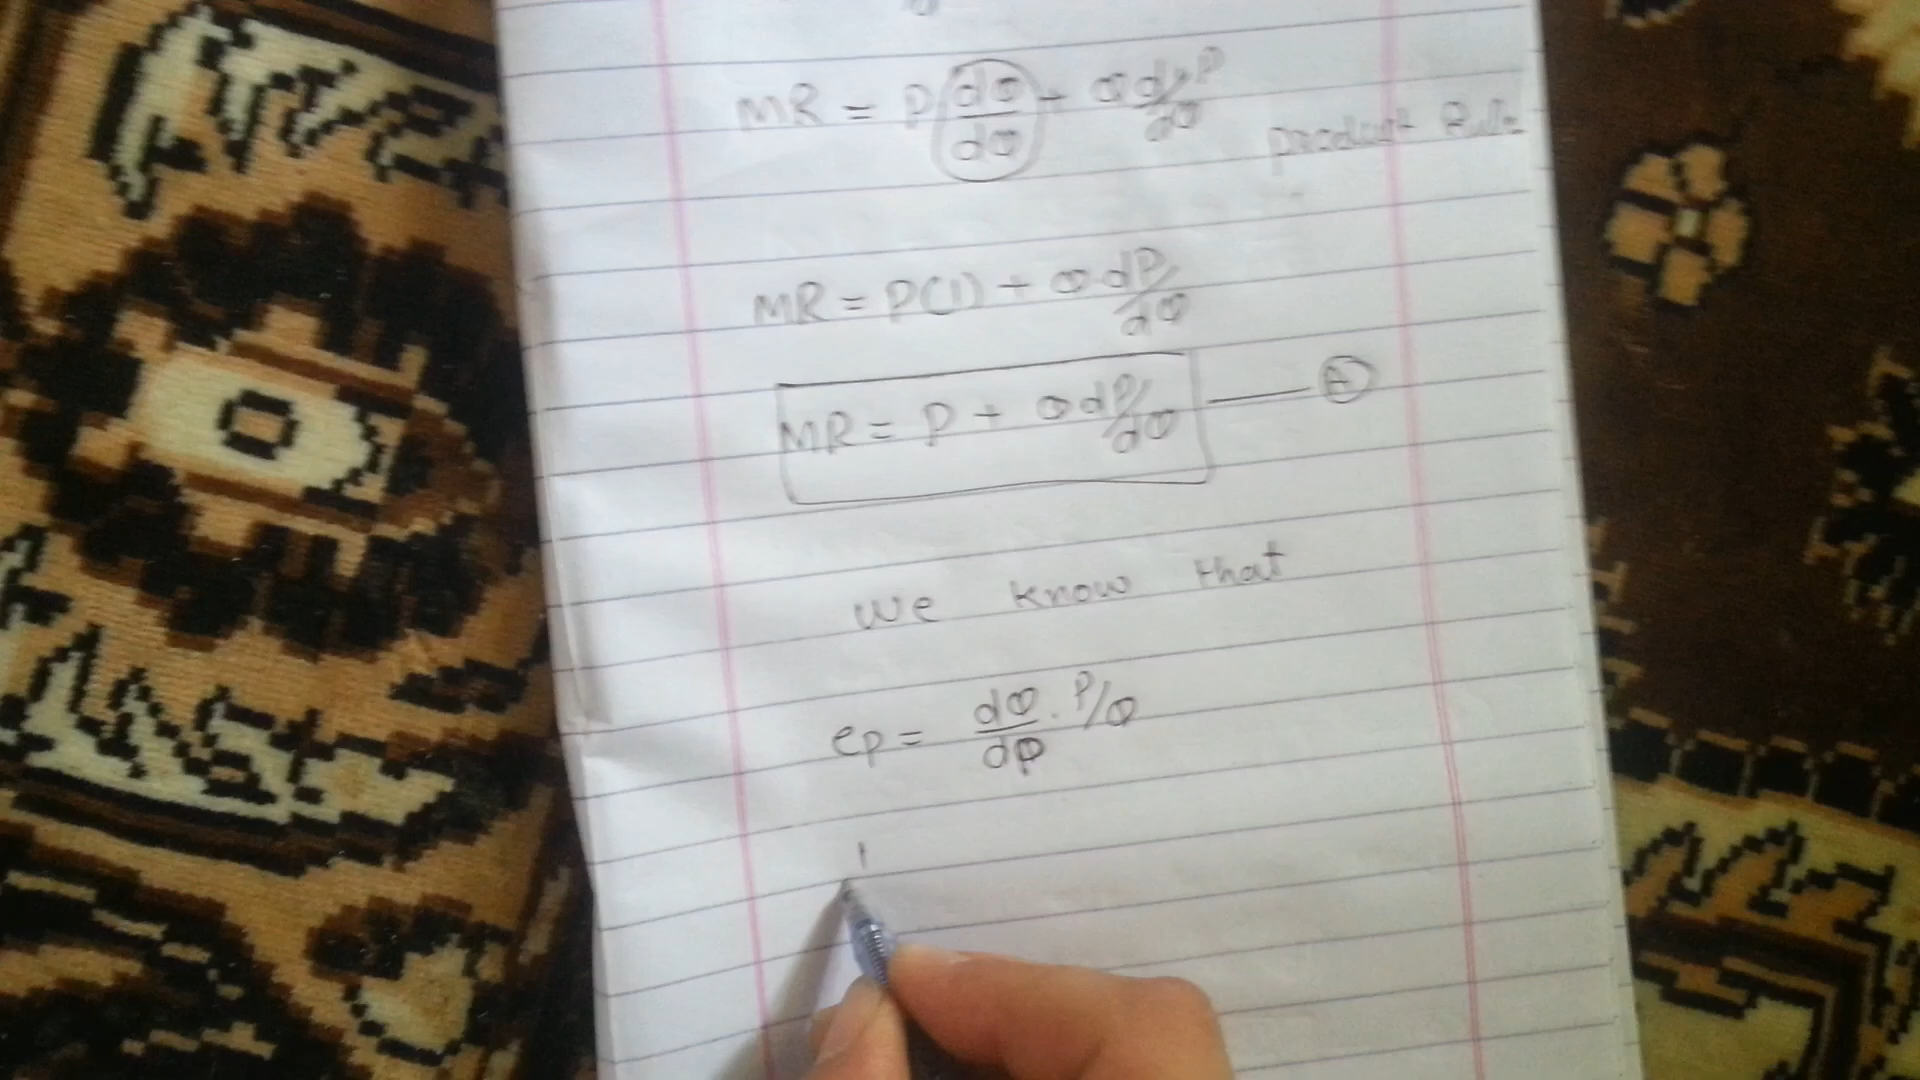 MR = P dQ/dQ + Q dP/dQ Product Rule
MR = P(1) + Q.dP/dQ
MR = P + Q dP/dQ — A
we know that
ep = dQ/dP . P/Q
1